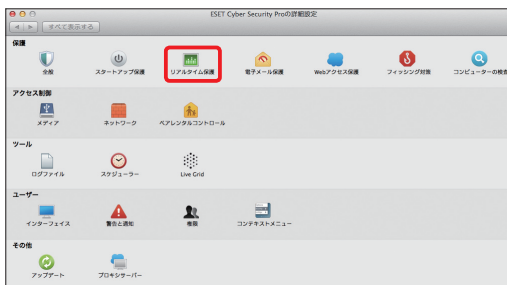 ESET Cyber Security Proの詳細設定
すべて表示する
保護
全般 スタートアップ保護 リアルタイム保護 電子メール保護 Webアクセス保護 フィッシング対策 コンピューターの検査
アクセス制御
メディア ネットワーク ペアレンタルコントロール
ツール
ログファイル スケジューラー Live Grid
ユーザー
インターフェイス 警告と通知 権限 コンテキストメニュー
その他
アップデート プロキシサーバー